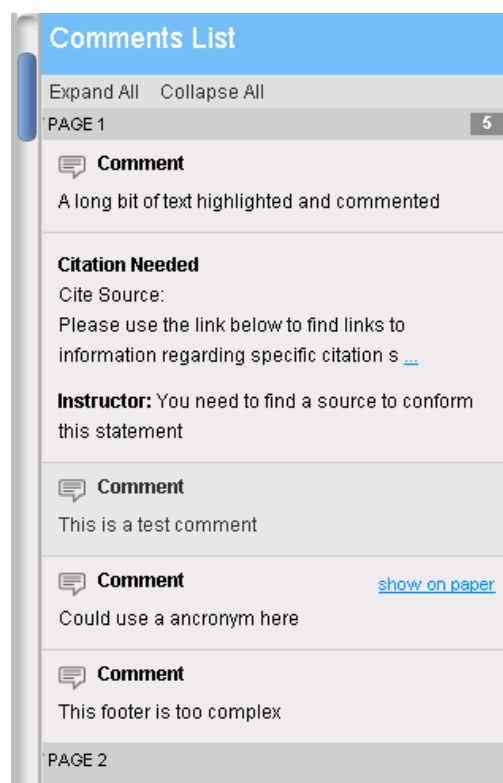 Comments List
Expand All Collapse All
PAGE 1 5
Comment
A long bit of text highlighted and commented
Citation Needed
Cite Source:
Please use the link below to find links to
information regarding specific citation s ...
Instructor: You need to find a source to conform
this statement
Comment
This is a test comment
Comment show on paper
Could use a ancronym here
Comment
This footer is too complex
PAGE 2